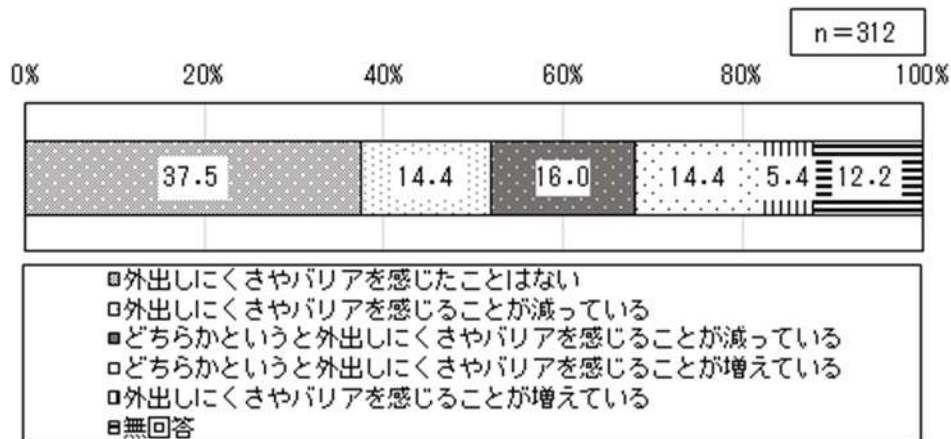 n=312
0% 20% 40% 60% 80% 100%
37.5 14.4 16.0 14.4 5.4 12.2
外出しにくさやバリアを感じたことはない
外出しにくさやバリアを感じることが減っている
どちらかというと外出しにくさやバリアを感じることが減っている
どちらかというと外出しにくさやバリアを感じることが増えている
外出しにくさやバリアを感じることが増えている
無回答